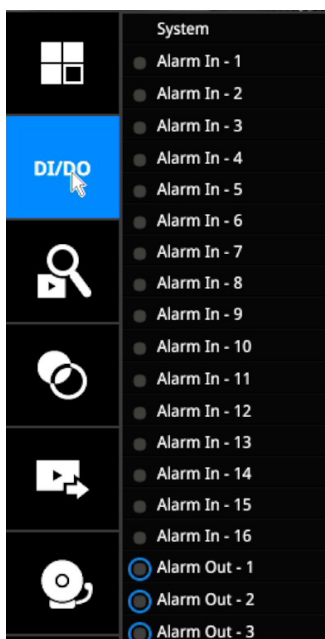 DI/DO
System
Alarm In - 1
Alarm In - 2
Alarm In - 3
Alarm In - 4
Alarm In - 5
Alarm In - 6
Alarm In - 7
Alarm In - 8
Alarm In - 9
Alarm In - 10
Alarm In - 11
Alarm In - 12
Alarm In - 13
Alarm In - 14
Alarm In - 15
Alarm In - 16
Alarm Out - 1
Alarm Out - 2
Alarm Out - 3